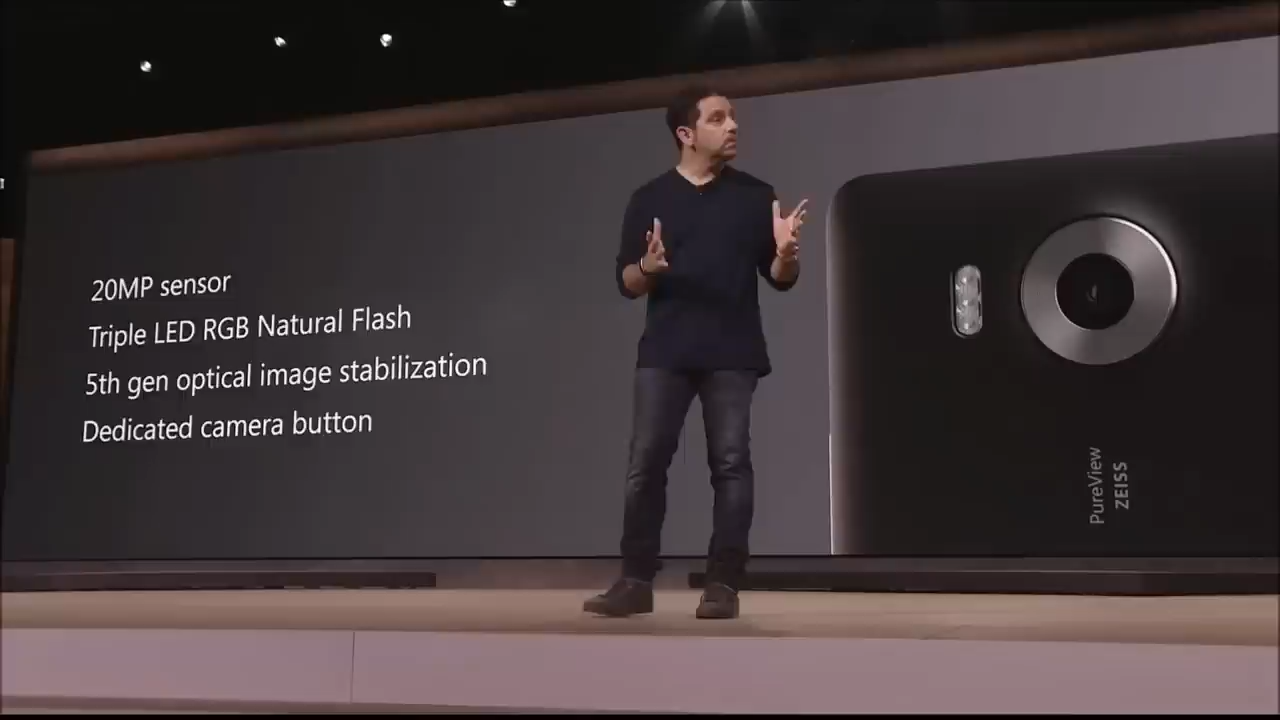 20MP sensor
Triple LED RGB Natural Flash
5th gen optical image stabilization
Dedicated camera button
PureView
ZEISS